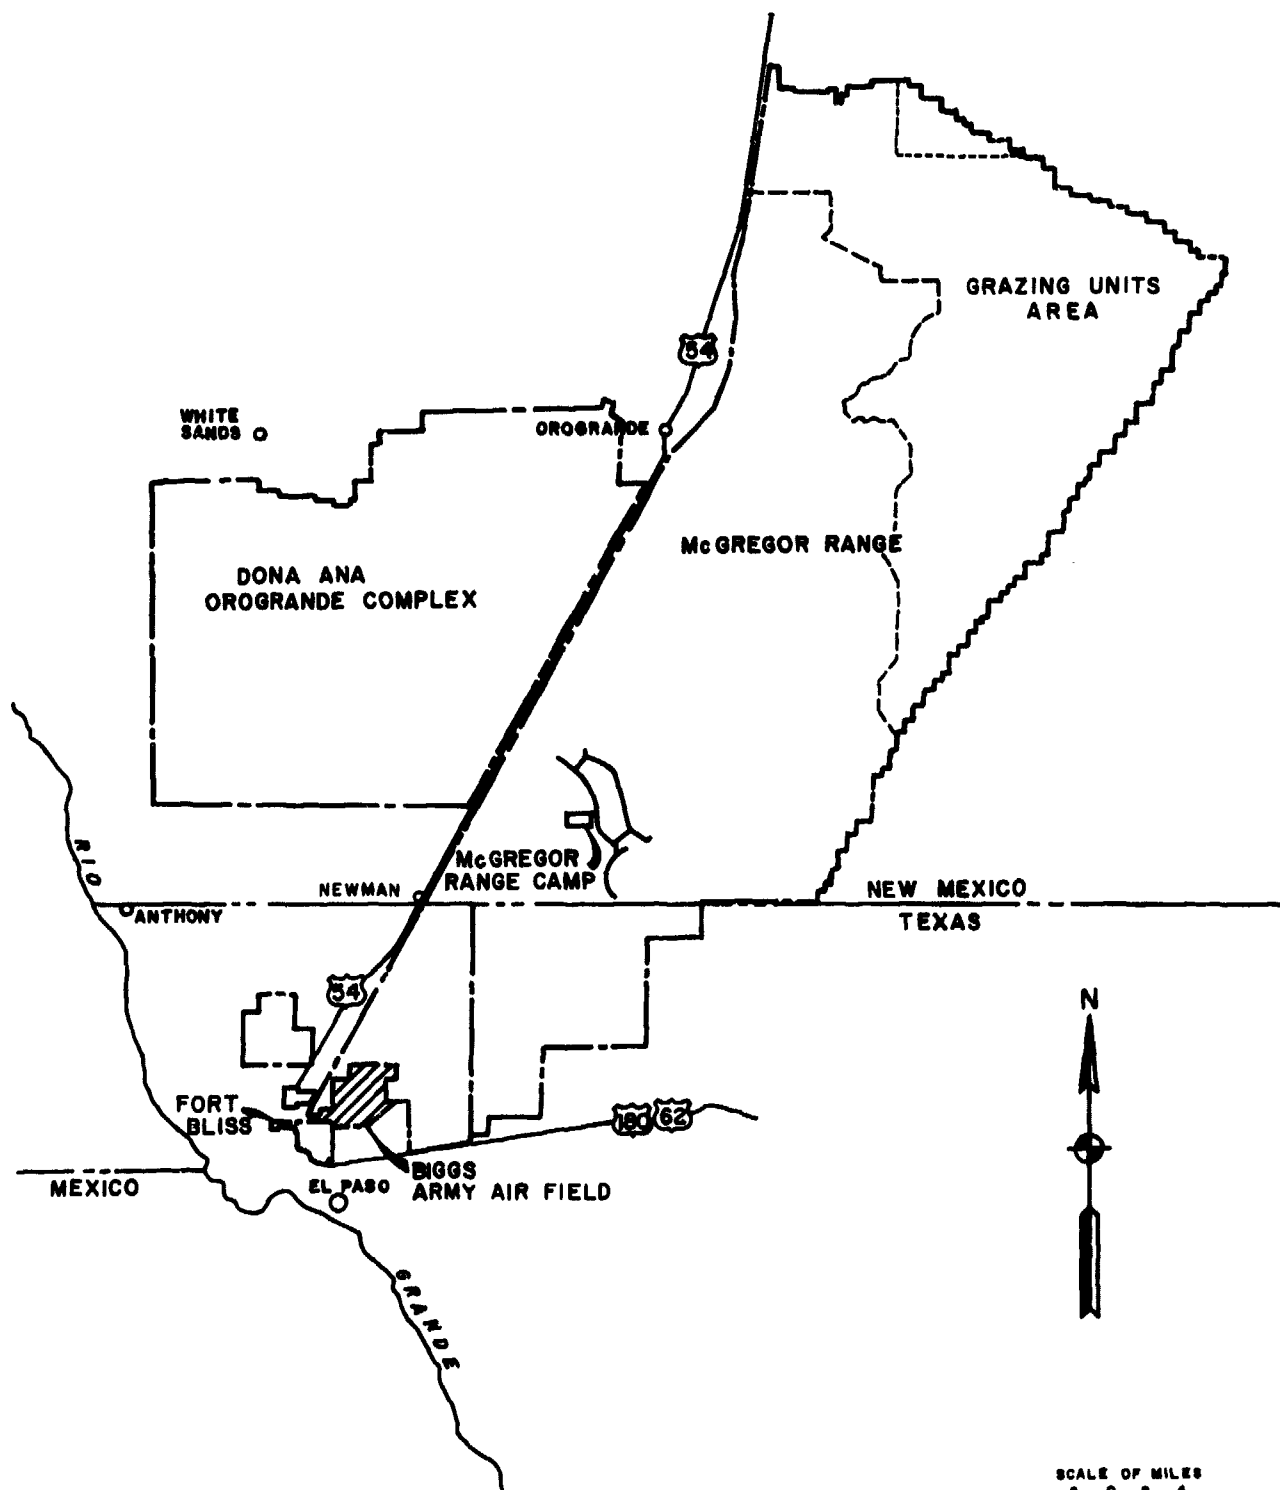 GRAZING UNITS
AREA
54
WHITE
SANDS
OROGRANDE
McGREGOR RANGE
DONA ANA
OROGRANDE COMPLEX
RIO
McGREGOR
RANGE CAMP
NEWMAN
NEW MEXICO
ANTHONY
TEXAS
54
N
FORT
BLISS
180 62
BIGGS
ARMY AIR FIELD
MEXICO
EL PASO
GRANDE
SCALE OF MILES